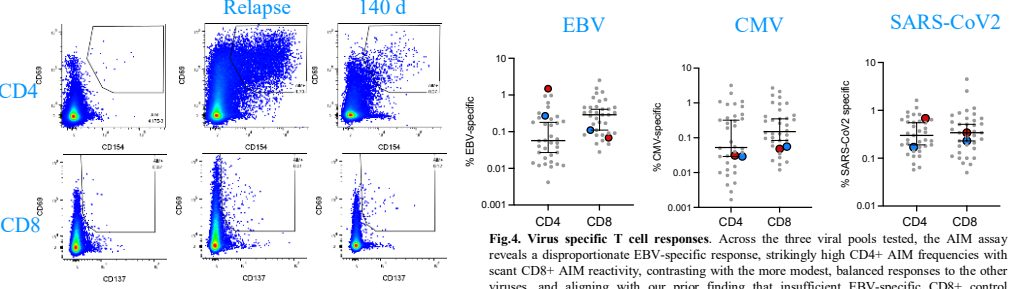 Relapse 140 d
EBV CMV SARS-CoV2
CD4
CD69
CD69
CD69
CD154 CD154 CD154
CD8
CD69
CD69
CD69
CD137 CD137 CD137
% EBV-specific
10
1
0.1
0.01
0.001
CD4 CD8
% CMV-specific
10
1
0.1
0.01
0.001
CD4 CD8
% SARS-CoV2 specific
10
1
0.1
0.01
CD4 CD8
Fig.4. Virus specific T cell responses. Across the three viral pools tested, the AIM assay
reveals a disproportionate EBV-specific response, strikingly high CD4+ AIM frequencies with
scant CD8+ AIM reactivity, contrasting with the more modest, balanced responses to the other
viruses, and aligning with our prior finding that insufficient EBV-specific CD8+ control